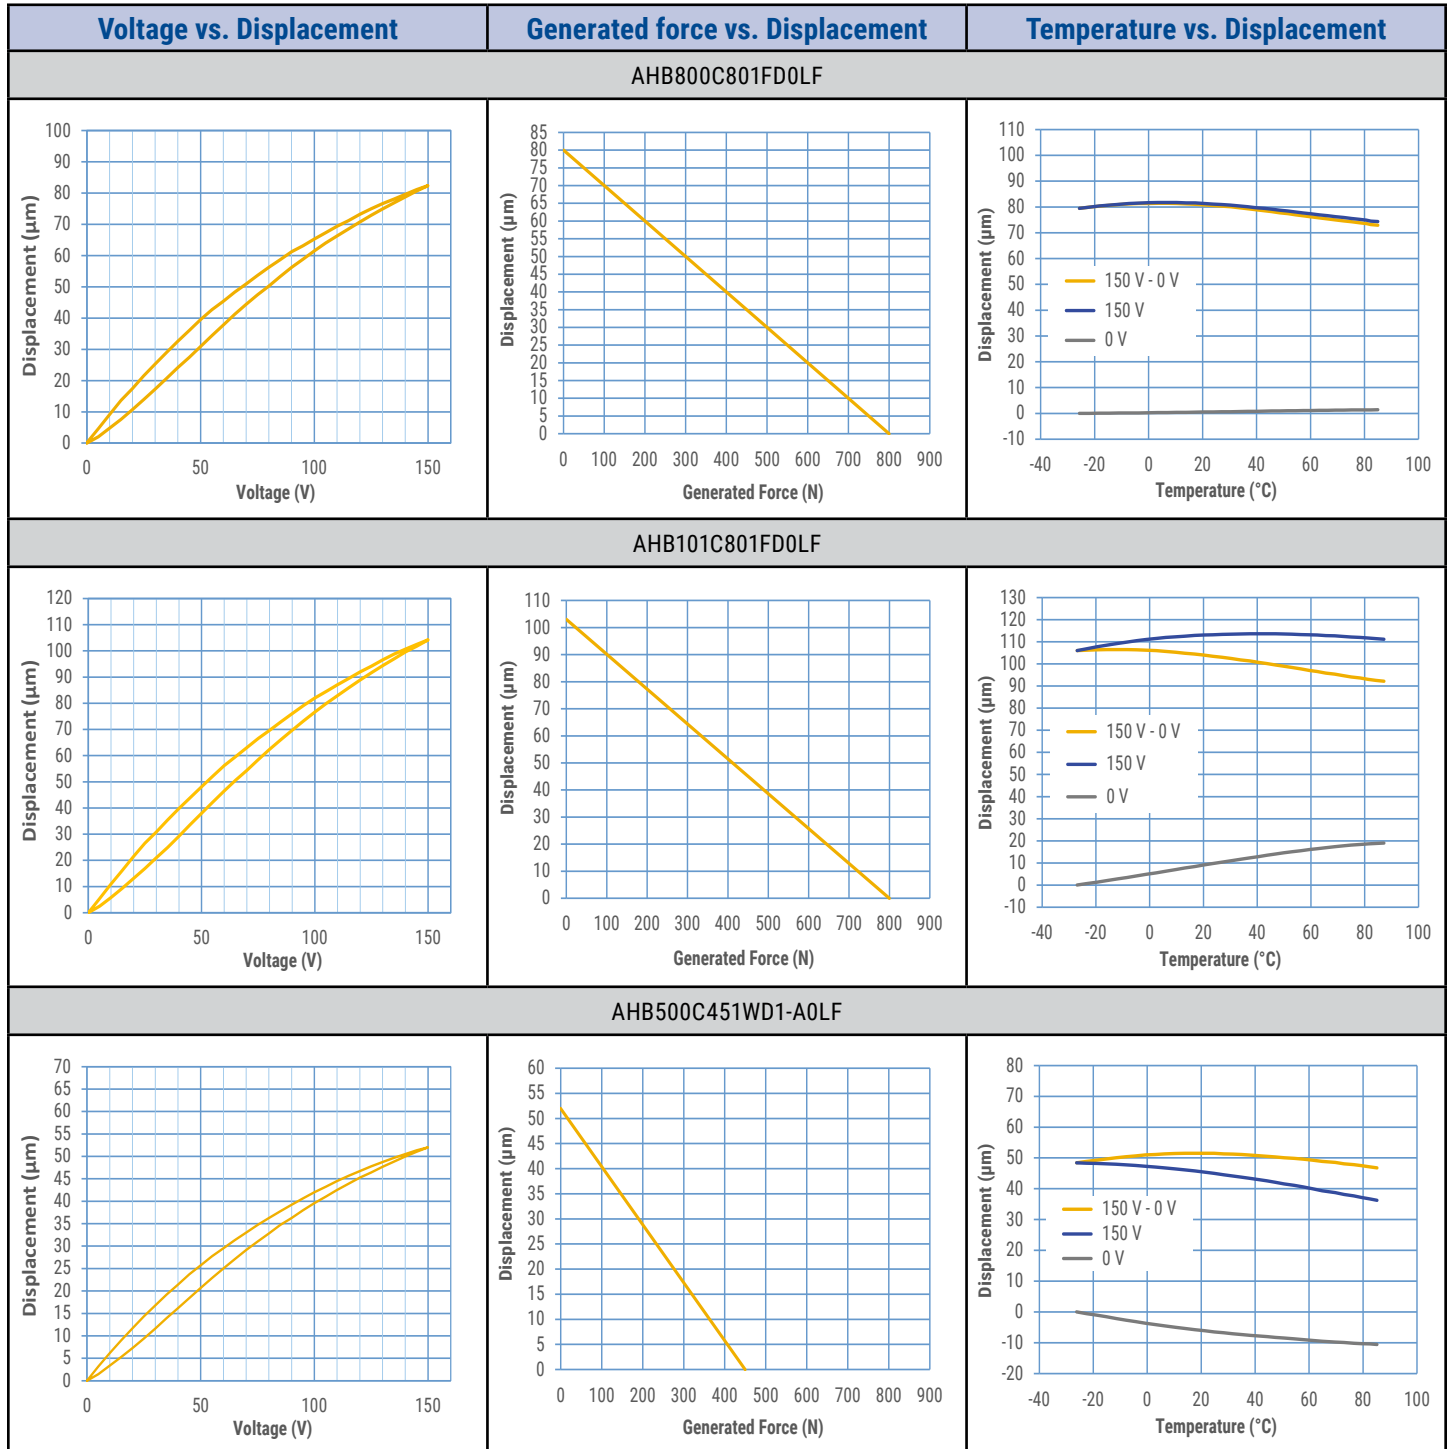 Voltage vs. Displacement
Generated force vs. Displacement
Temperature vs. Displacement
AHB800C801FD0LF
Displacement (µm)
100
90
80
70
60
50
40
30
20
10
0
0 50 100 150
Voltage (V)
Displacement (µm)
85
80
75
70
65
60
55
50
45
40
35
30
25
20
15
10
5
0
0 100 200 300 400 500 600 700 800 900
Generated Force (N)
Displacement (µm)
110
100
90
80
70
60
50
40
30
20
10
0
-10
150 V - 0 V
150 V
0 V
-40 -20 0 20 40 60 80 100
Temperature (°C)
AHB101C801FD0LF
Displacement (µm)
120
110
100
90
80
70
60
50
40
30
20
10
0
0 50 100 150
Voltage (V)
Displacement (µm)
110
100
90
80
70
60
50
40
30
20
10
0
0 100 200 300 400 500 600 700 800 900
Generated Force (N)
Displacement (µm)
130
120
110
100
90
80
70
60
50
40
30
20
10
0
-10
150 V - 0 V
150 V
0 V
-40 -20 0 20 40 60 80 100
Temperature (°C)
AHB500C451WD1-A0LF
Displacement (µm)
70
65
60
55
50
45
40
35
30
25
20
15
10
5
0
0 50 100 150
Voltage (V)
Displacement (µm)
60
55
50
45
40
35
30
25
20
15
10
5
0
0 100 200 300 400 500 600 700 800 900
Generated Force (N)
Displacement (µm)
80
70
60
50
40
30
20
10
0
-10
-20
150 V - 0 V
150 V
0 V
-40 -20 0 20 40 60 80 100
Temperature (°C)